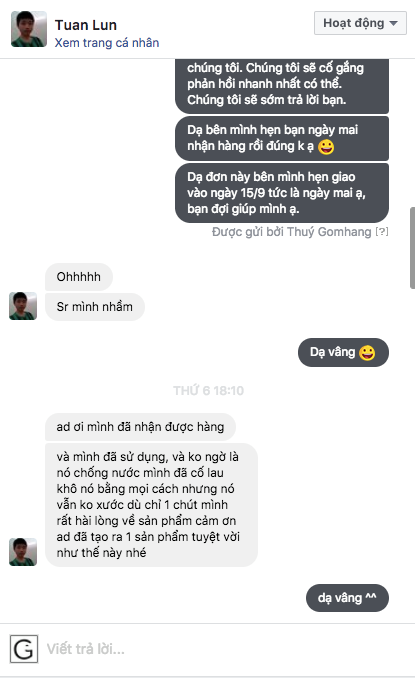 Tuan Lun
Xem trang cá nhân
Hoạt động
chúng tôi. Chúng tôi sẽ cố gắng
phản hồi nhanh nhất có thể.
Chúng tôi sẽ sớm trả lời bạn.
Dạ bên mình hẹn bạn ngày mai
nhận hàng rồi đúng k ạ 😀
Dạ đơn này bên mình hẹn giao
vào ngày 15/9 tức là ngày mai ạ,
bạn đợi giúp mình ạ.
Được gửi bởi Thuý Gomhang [?]
Ohhhhh
Sr mình nhầm
Dạ vâng 😀
THỨ 6 18:10
ad ơi mình đã nhận được hàng
và mình đã sử dụng, và ko ngờ là
nó chống nước mình đã cố lau
khô nó bằng mọi cách nhưng nó
vẫn ko xước dù chỉ 1 chút mình
rất hài lòng về sản phẩm cảm ơn
ad đã tạo ra 1 sản phẩm tuyệt vời
như thế này nhé
dạ vâng ^^
G
Viết trả lời...